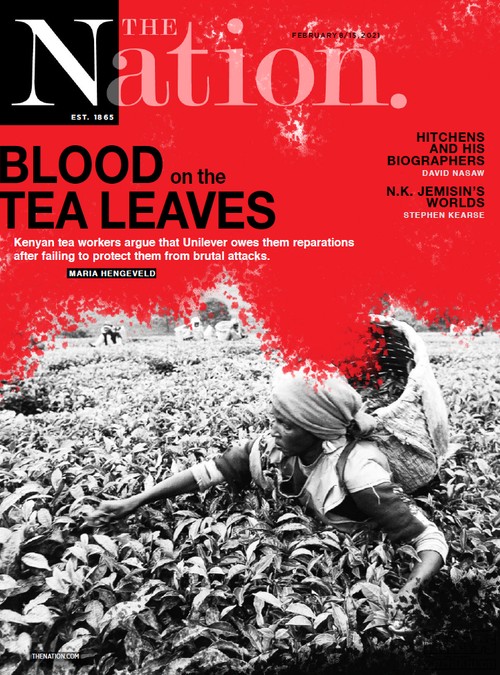 THE
Nation.
FEBRUARY 8/15, 2021
EST. 1865
HITCHENS
AND HIS
BIOGRAPHERS
DAVID NASAW
N.K. JEMISIN'S
WORLDS
STEPHEN KEARSE
BLOOD on the
TEA LEAVES
Kenyan tea workers argue that Unilever owes them reparations
after failing to protect them from brutal attacks.
MARIA HENGEVELD
THENATION.COM